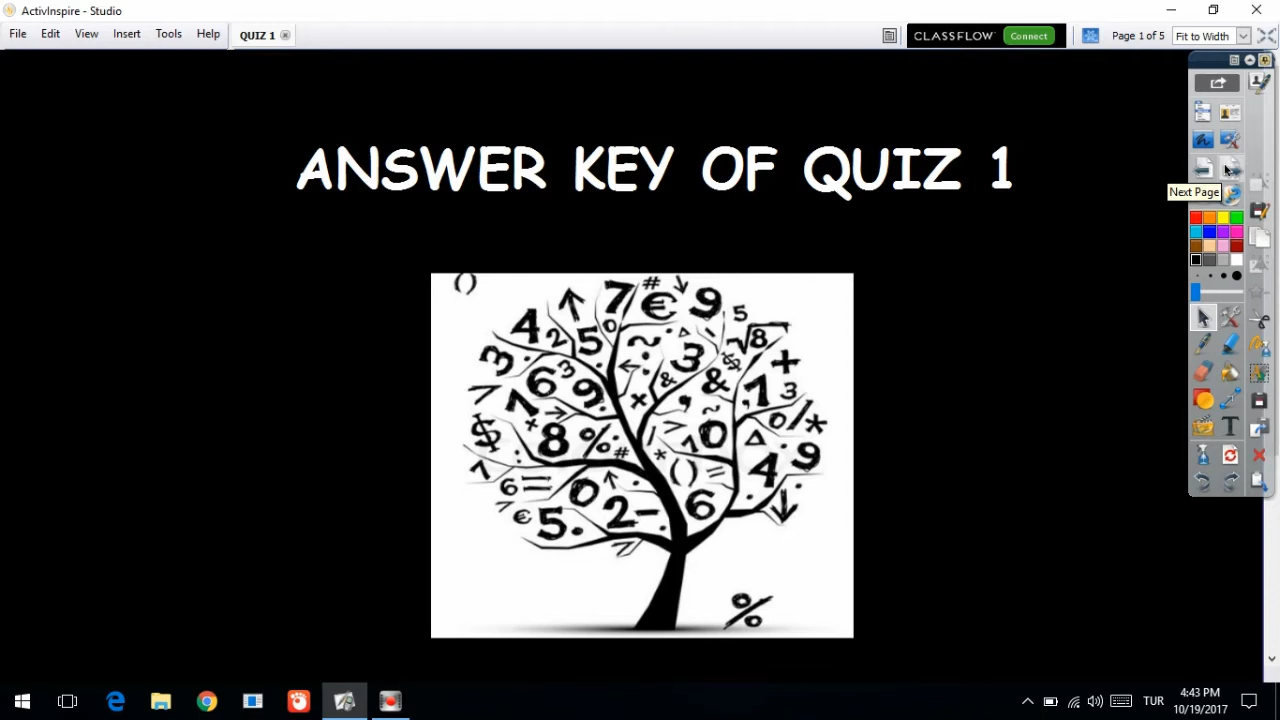 ActivInspire - Studio
File Edit View Insert Tools Help QUIZ 1
CLASSFLOW Connect Page 1 of 5 Fit to Width
ANSWER KEY OF QUIZ 1
Next Page
TUR
4:43 PM
10/19/2017